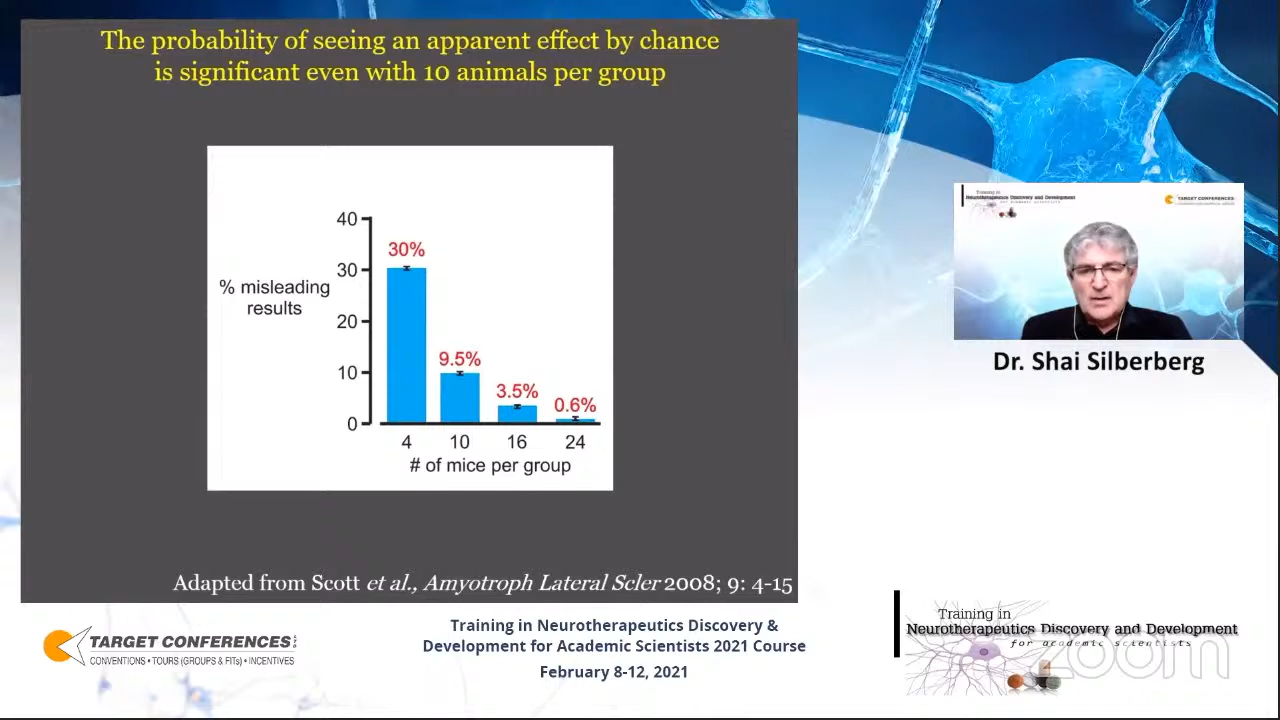 The probability of seeing an apparent effect by chance
is significant even with 10 animals per group
40
30
20
10
0
% misleading
results
30%
9.5%
3.5%
0.6%
4 10 16 24
# of mice per group
Adapted from Scott et al., Amyotroph Lateral Scler 2008; 9: 4-15
Training in
Neurotherapeutics Discovery and Development
for academic scientists
TARGET CONFERENCES
Dr. Shai Silberberg
TARGET CONFERENCES
CONVENTIONS • TOURS (GROUPS & FITs) • INCENTIVES
Training in Neurotherapeutics Discovery &
Development for Academic Scientists 2021 Course
February 8-12, 2021
Training in
Neurotherapeutics Discovery and Development
for academic scientists
zoom